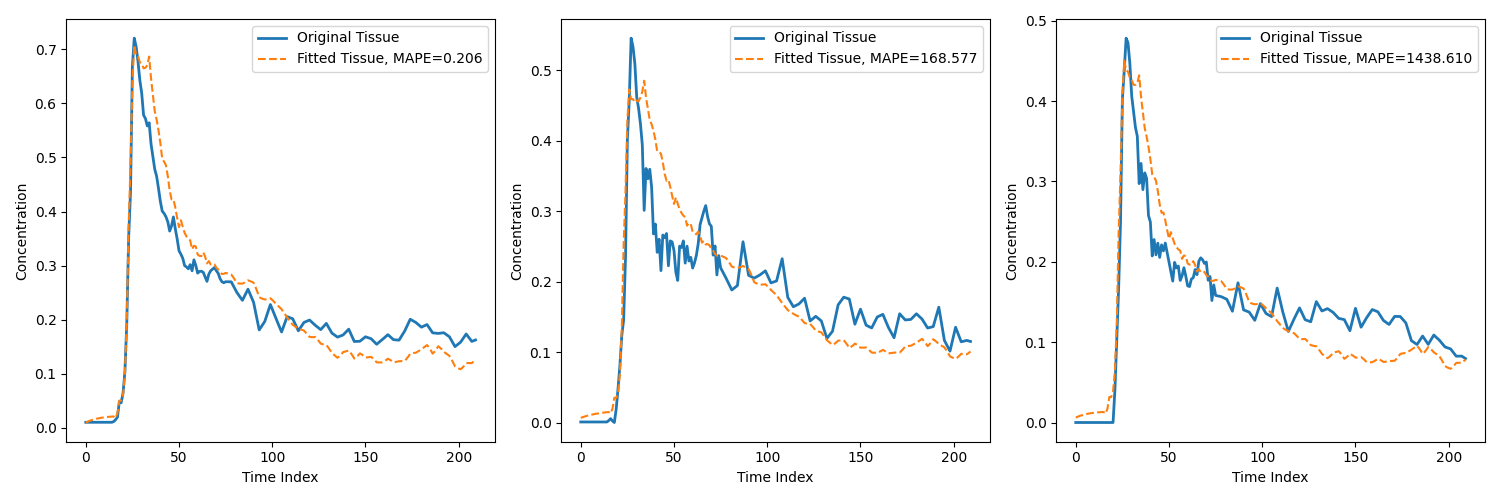 Original Tissue
Fitted Tissue, MAPE=0.206
Concentration
0.7
0.6
0.5
0.4
0.3
0.2
0.1
0.0
0 50 100 150 200
Time Index
Original Tissue
Fitted Tissue, MAPE=168.577
Concentration
0.5
0.4
0.3
0.2
0.1
0.0
0 50 100 150 200
Time Index
Original Tissue
Fitted Tissue, MAPE=1438.610
Concentration
0.5
0.4
0.3
0.2
0.1
0.0
0 50 100 150 200
Time Index